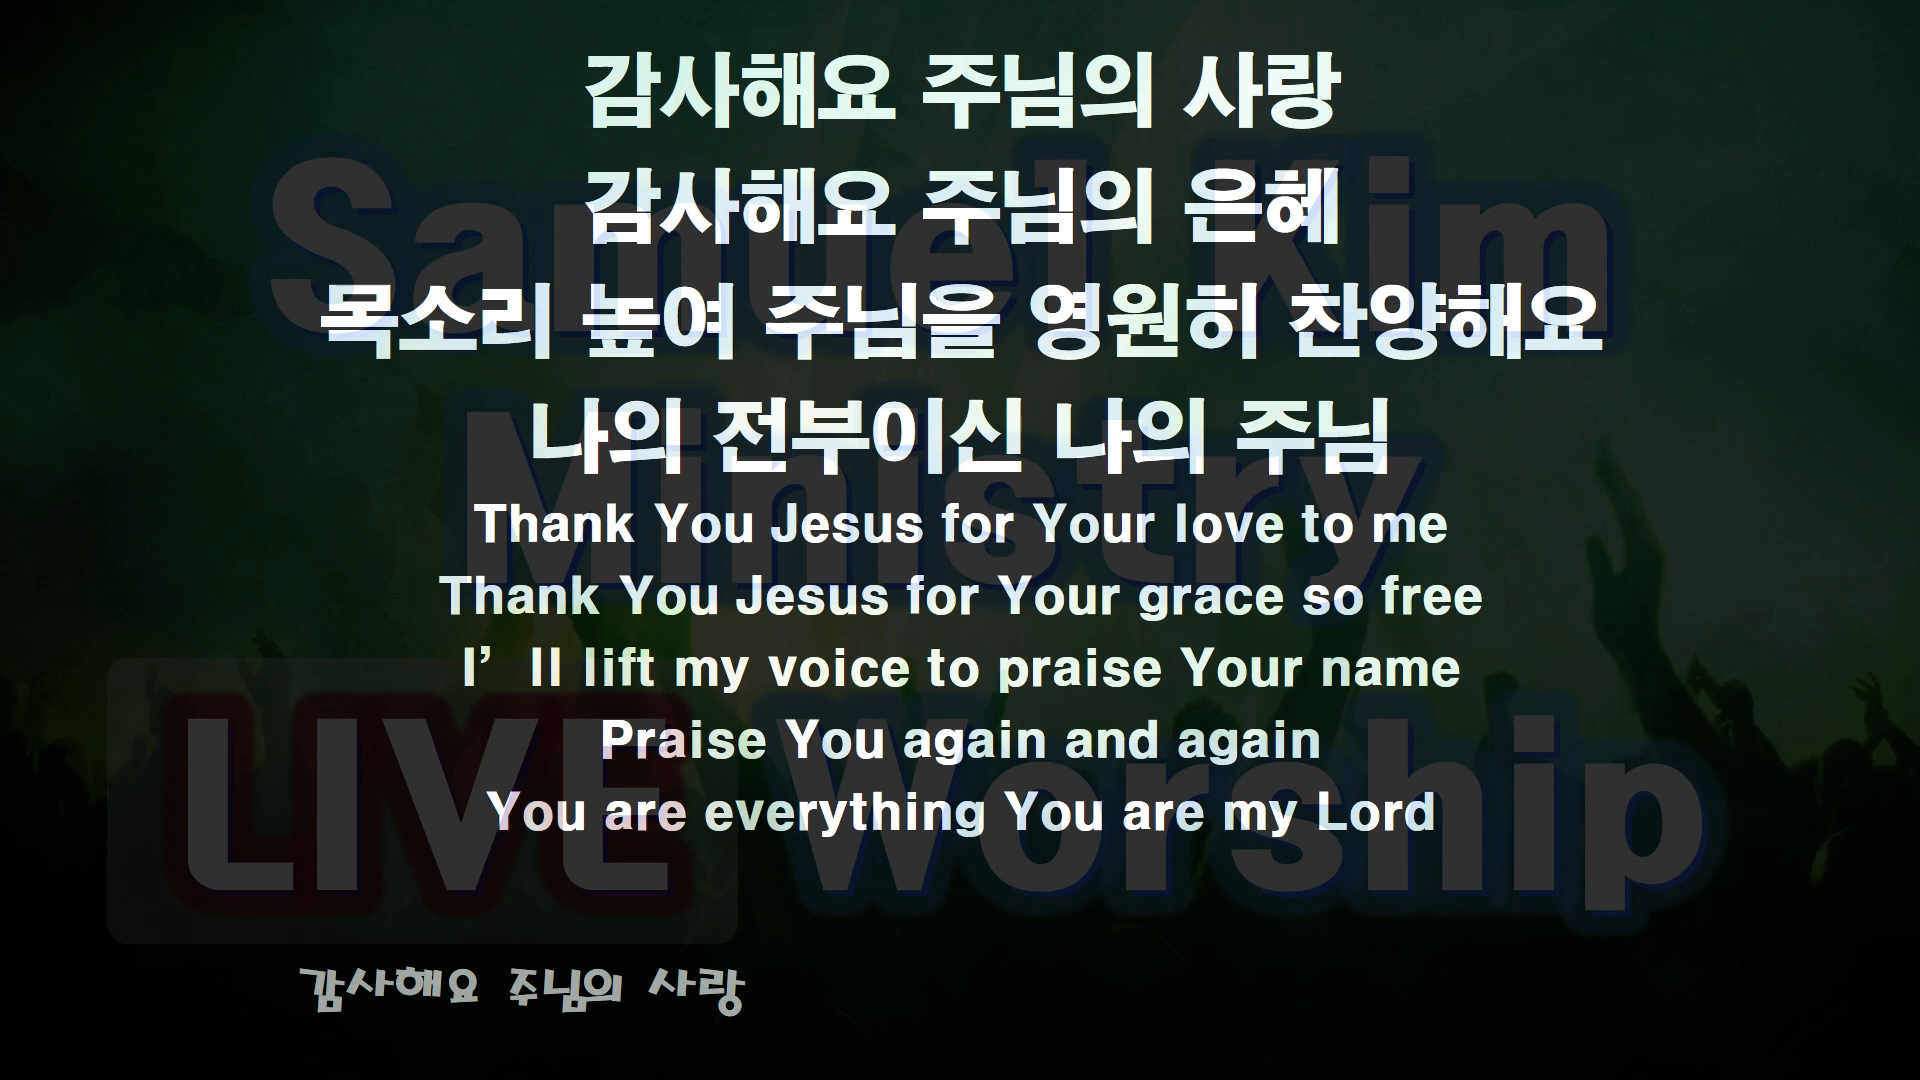 감사해요 주님의 사랑
감사해요 주님의 은혜
목소리 높여 주님을 영원히 찬양해요
나의 전부이신 나의 주님
Thank You Jesus for Your love to me
Thank You Jesus for Your grace so free
I’ll lift my voice to praise Your name
Praise You again and again
You are everything You are my Lord
Samuel Kim
Ministry
LIVE Worship
감사해요 주님의 사랑